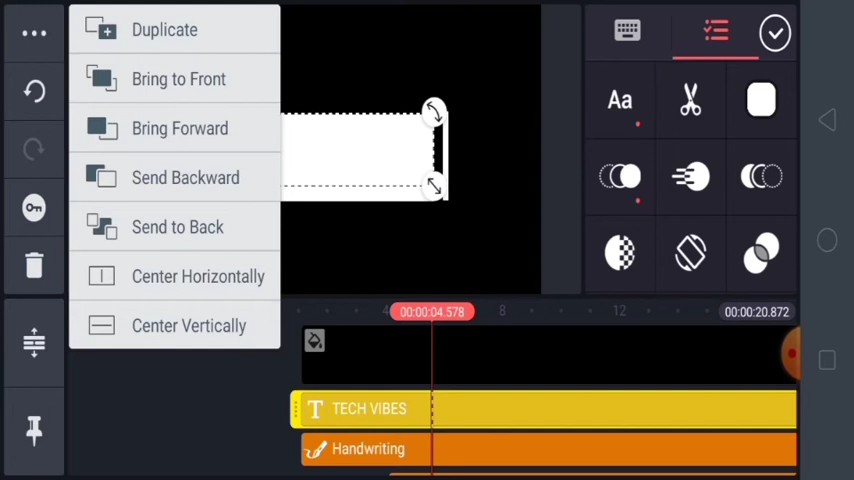 Duplicate
Bring to Front
Bring Forward
Send Backward
Send to Back
Center Horizontally
Center Vertically
Aa
4
00:00:04.578
8
12
00:00:20.872
T TECH VIBES
Handwriting